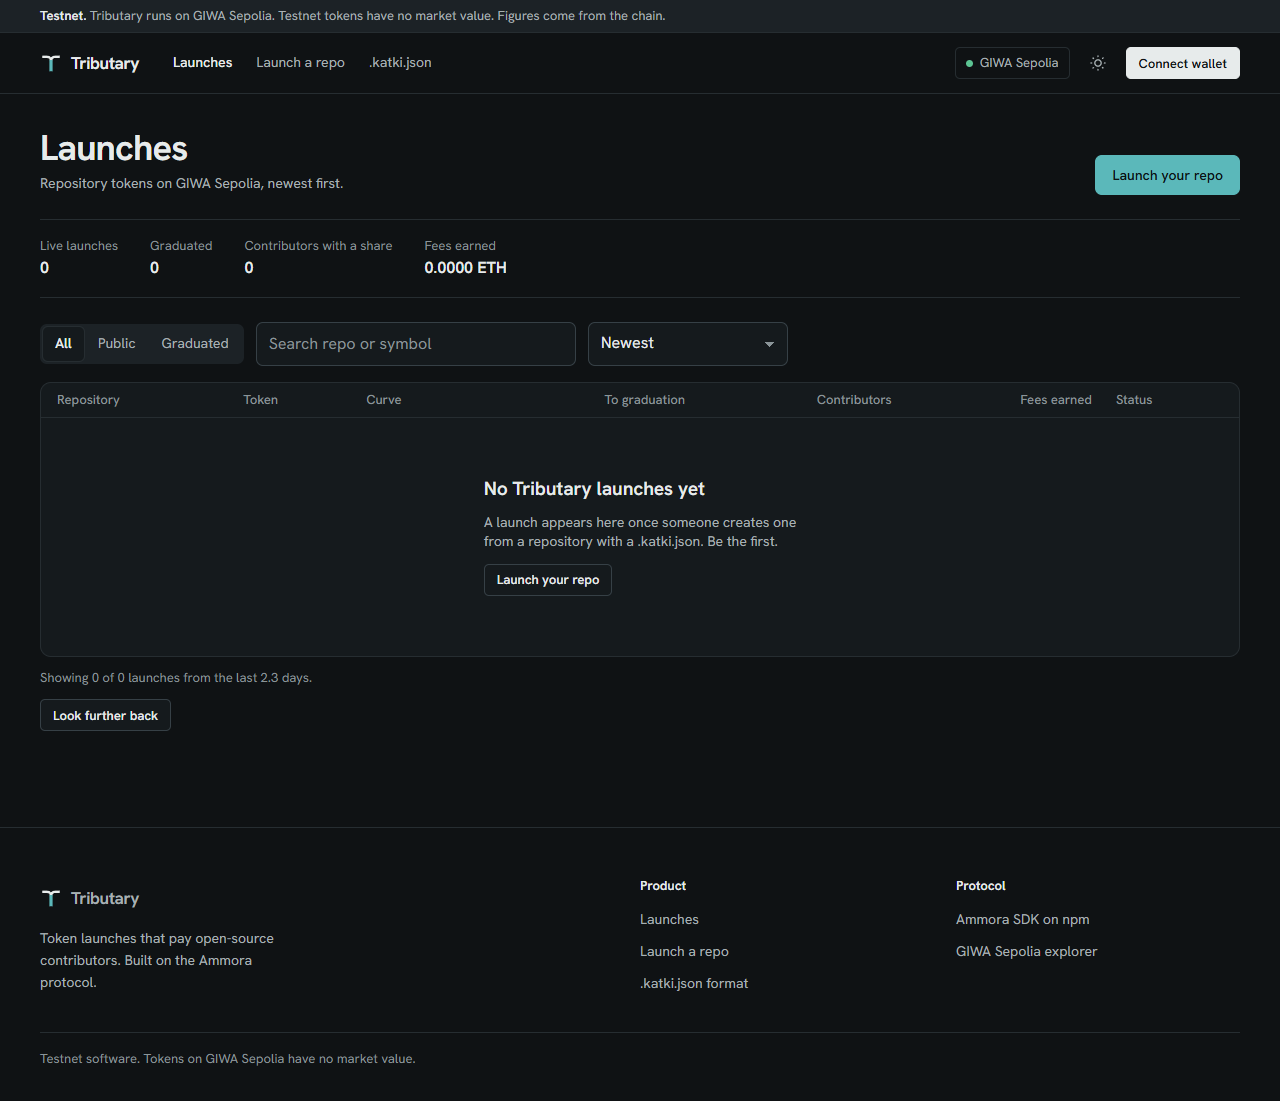 Testnet. Tributary runs on GIWA Sepolia. Testnet tokens have no market value. Figures come from the chain.
Tributary
Launches
Launch a repo
.katki.json
GIWA Sepolia
Connect wallet
Launches
Repository tokens on GIWA Sepolia, newest first.
Launch your repo
Live launches
Graduated
Contributors with a share
Fees earned
0
0
0
0.0000 ETH
All
Public
Graduated
Search repo or symbol
Newest
Repository
Token
Curve
To graduation
Contributors
Fees earned
Status
No Tributary launches yet
A launch appears here once someone creates one
from a repository with a .katki.json. Be the first.
Launch your repo
Showing 0 of 0 launches from the last 2.3 days.
Look further back
Tributary
Token launches that pay open-source
contributors. Built on the Ammora
protocol.
Product
Launches
Launch a repo
.katki.json format
Protocol
Ammora SDK on npm
GIWA Sepolia explorer
Testnet software. Tokens on GIWA Sepolia have no market value.